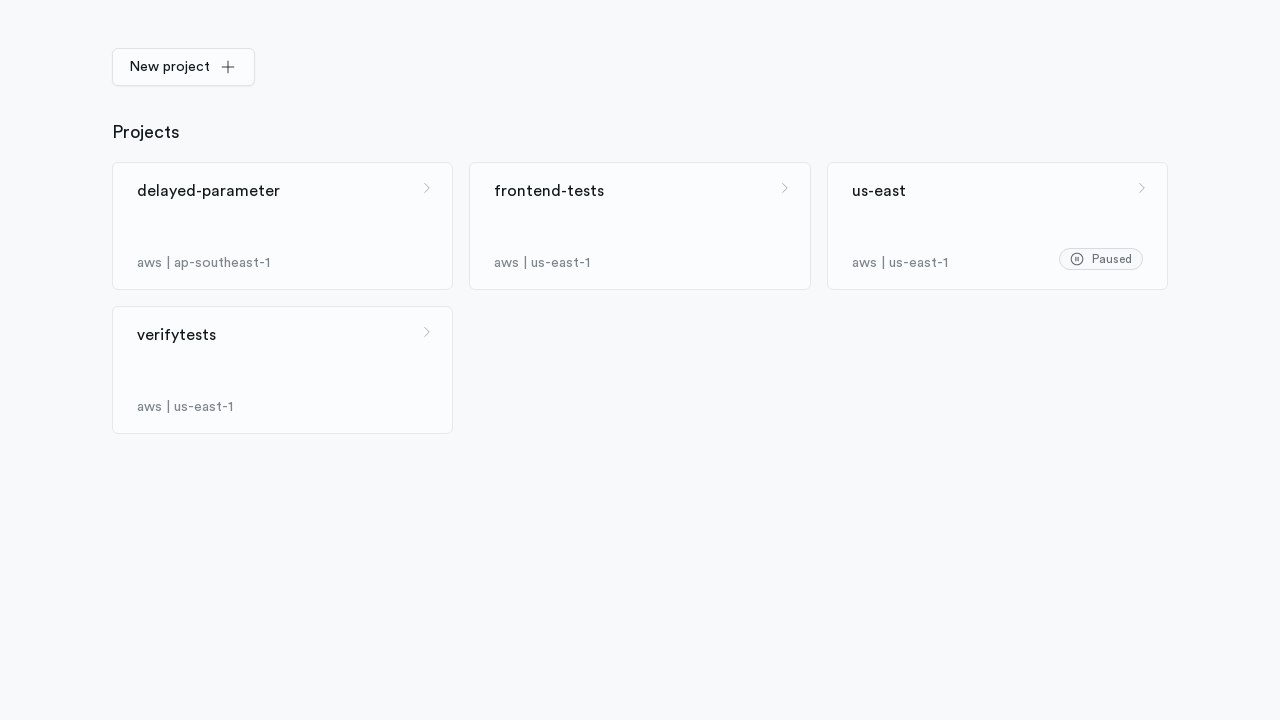 New project
Projects
delayed-parameter
aws | ap-southeast-1
frontend-tests
aws | us-east-1
us-east
aws | us-east-1
Paused
verifytests
aws | us-east-1